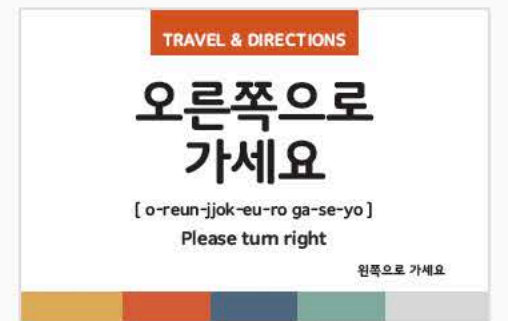 TRAVEL & DIRECTIONS
오른쪽으로
가세요
[ o-reun-jjok-eu-ro ga-se-yo ]
Please turn right
왼쪽으로 가세요